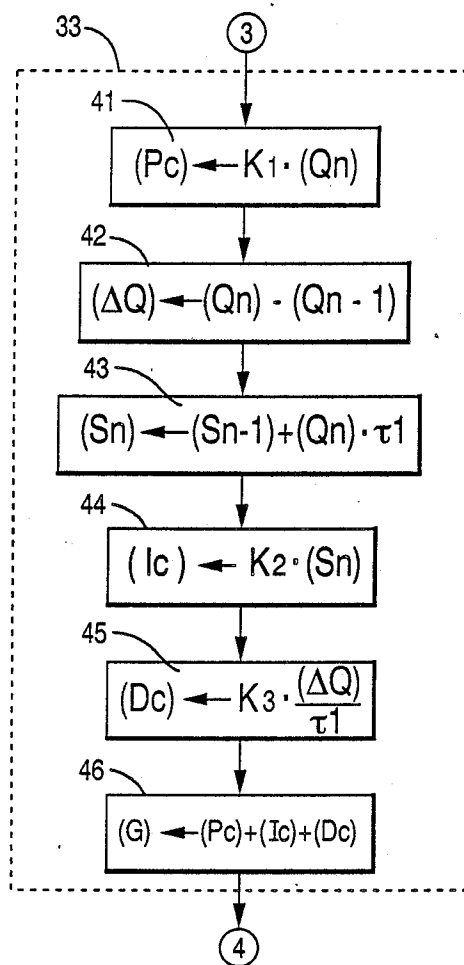 3
33
41
(Pc) ← K1 · (Qn)
42
(ΔQ) ← (Qn) - (Qn - 1)
43
(Sn) ← (Sn-1)+(Qn) · τ1
44
( Ic ) ← K2 · (Sn)
45
(Dc) ← K3 · (ΔQ)
τ1
46
(G) ← (Pc)+(Ic)+(Dc)
4